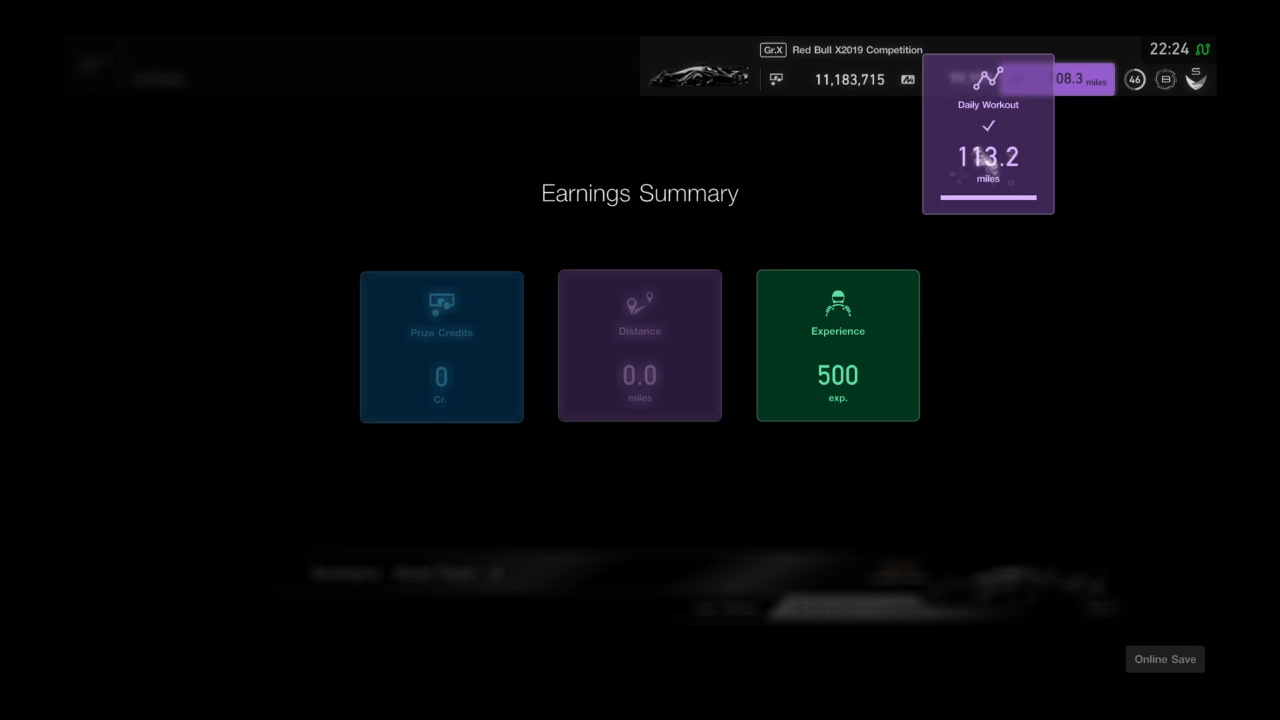 Gr.X Red Bull X2019 Competition
22:24
11,183,715
08.3 miles
46
B
S
Daily Workout
113.2
miles
Earnings Summary
Prize Credits
0
Cr.
Distance
0.0
miles
Experience
500
exp.
Online Save